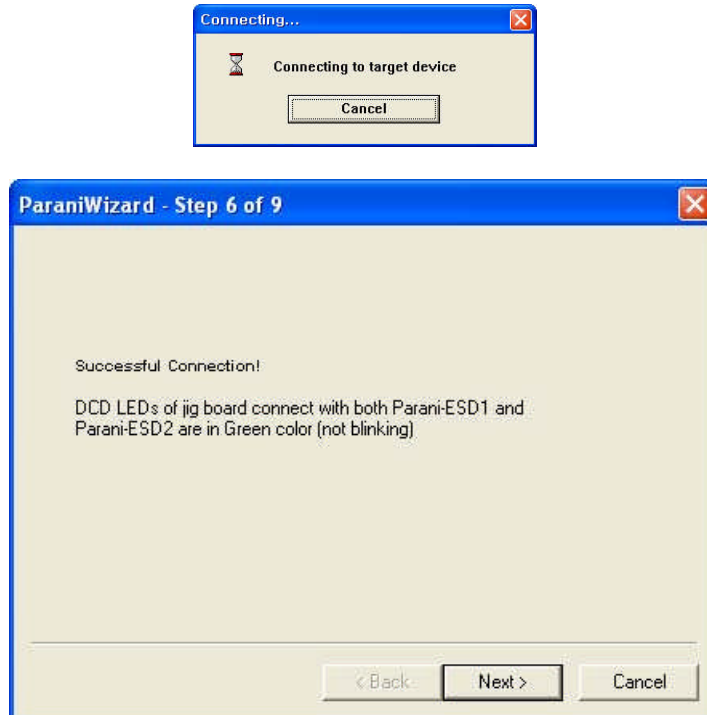 Connecting...
Connecting to target device
Cancel
ParaniWizard - Step 6 of 9
Successful Connection!
DCD LEDs of jig board connect with both Parani-ESD1 and
Parani-ESD2 are in Green color (not blinking)
< Back Next > Cancel